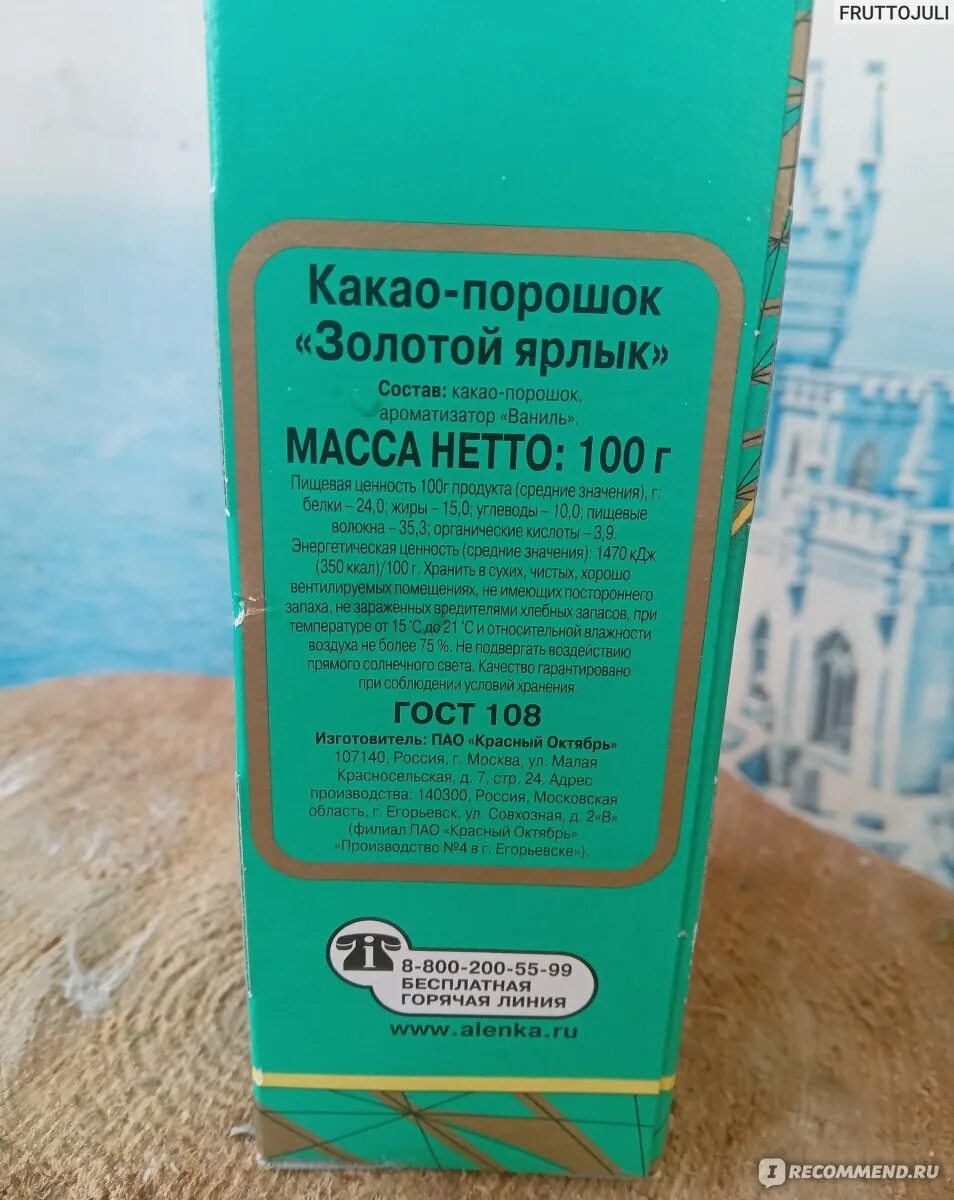 FRUTTOJULI
Какао-порошок
«Золотой ярлык»
Состав: какао-порошок,
ароматизатор «Ваниль».
МАССА НЕТТО: 100 г
Пищевая ценность 100г продукта (средние значения), г:
белки – 24,0; жиры – 15,0; углеводы – 10,0; пищевые
волокна – 35,3; органические кислоты – 3,9.
Энергетическая ценность (средние значения): 1470 кДж
(350 ккал)/100 г. Хранить в сухих, чистых, хорошо
вентилируемых помещениях, не имеющих постороннего
запаха, не заражённых вредителями хлебных запасов, при
температуре от 15 °С до 21 °С и относительной влажности
воздуха не более 75 %. Не подвергать воздействию
прямого солнечного света. Качество гарантировано
при соблюдении условий хранения.
ГОСТ 108
Изготовитель: ПАО «Красный Октябрь»
107140, Россия, г. Москва, ул. Малая
Красносельская, д. 7, стр. 24. Адрес
производства: 140300, Россия, Московская
область, г. Егорьевск, ул. Совхозная, д. 2«В»
(филиал ПАО «Красный Октябрь»
«Производство №4 в г. Егорьевске»).
i
8-800-200-55-99
БЕСПЛАТНАЯ
ГОРЯЧАЯ ЛИНИЯ
www.alenka.ru
I RECOMMEND.RU